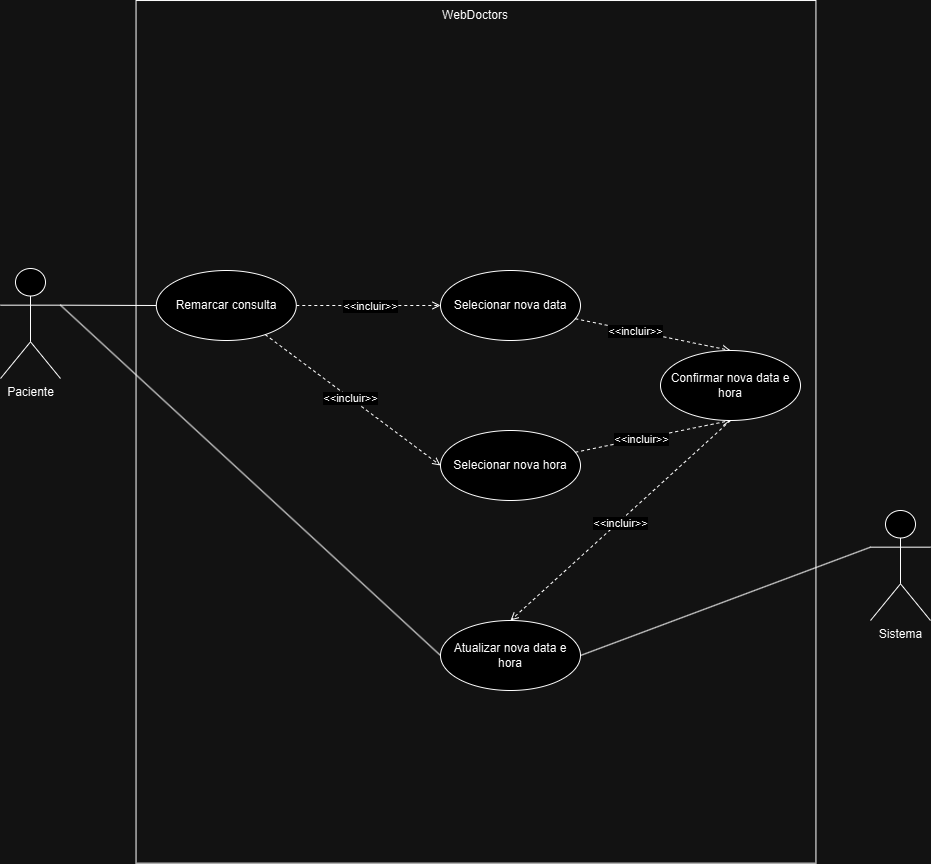 WebDoctors
Remarcar consulta
<<incluir>>
Selecionar nova data
<<incluir>>
Confirmar nova data e
hora
Paciente
<<incluir>>
<<incluir>>
Selecionar nova hora
<<incluir>>
Sistema
Atualizar nova data e
hora